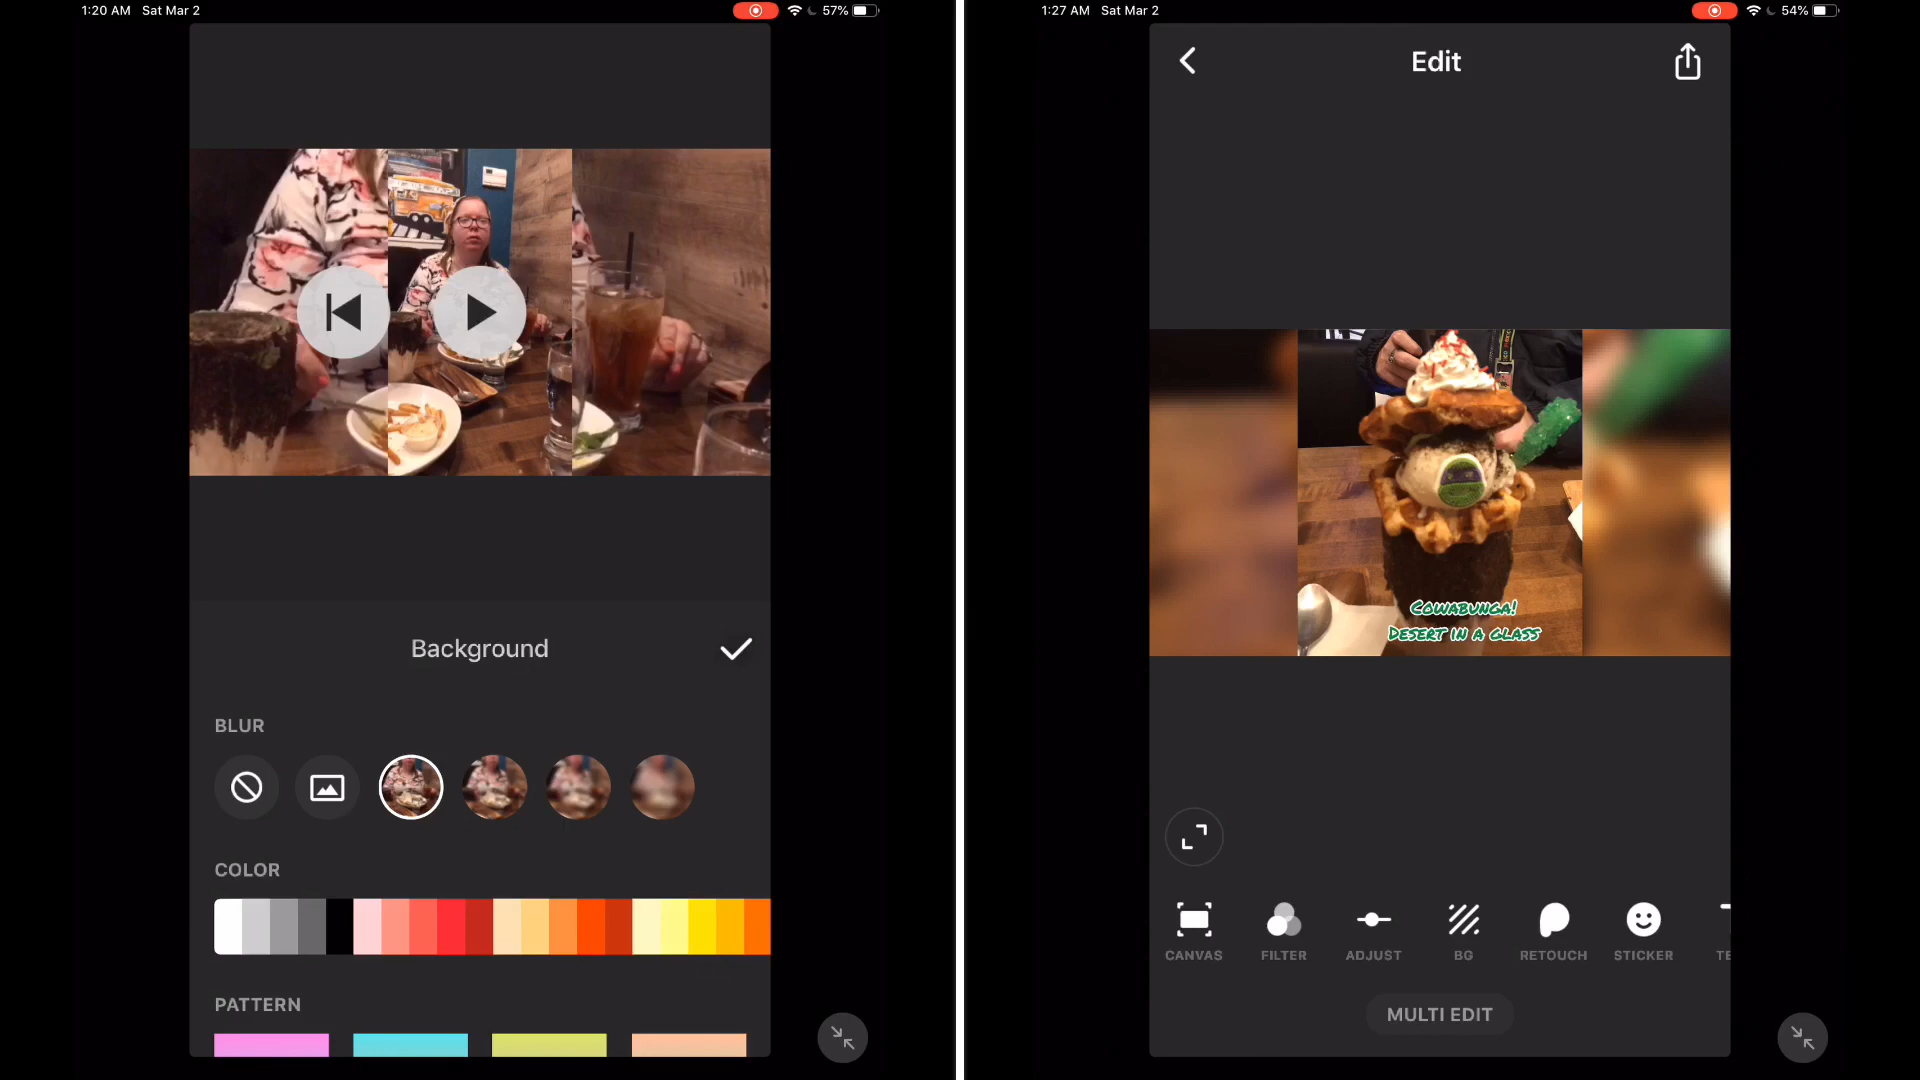 1:20 AM Sat Mar 2
57%
Background
BLUR
COLOR
PATTERN
1:27 AM Sat Mar 2
54%
Edit
Cowabunga!
Desert in a glass
CANVAS
FILTER
ADJUST
BG
RETOUCH
STICKER
TE
MULTI EDIT